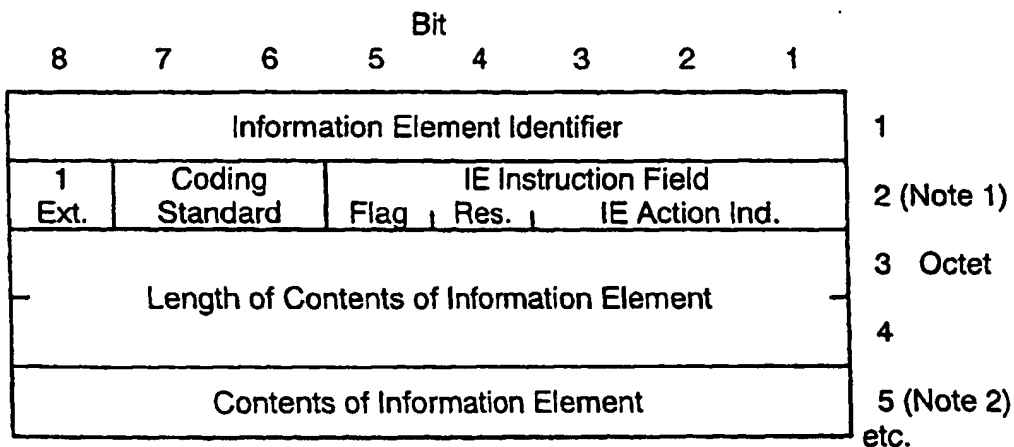 Bit
8 7 6 5 4 3 2 1
Information Element Identifier 1
1 Coding IE Instruction Field
Ext. Standard Flag Res. IE Action Ind. 2 (Note 1)
3 Octet
Length of Contents of Information Element
4
Contents of Information Element 5 (Note 2)
etc.